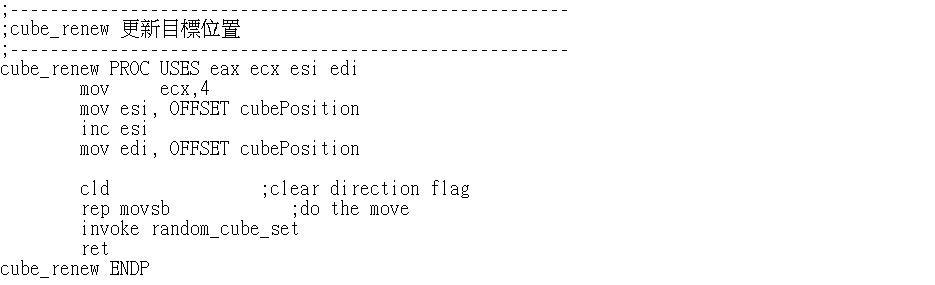 ;--------------------------------------------------------
;cube_renew 更新目標位置
;--------------------------------------------------------
cube_renew PROC USES eax ecx esi edi
        mov     ecx,4
        mov esi, OFFSET cubePosition
        inc esi
        mov edi, OFFSET cubePosition

        cld               ;clear direction flag
        rep movsb            ;do the move
        invoke random_cube_set
        ret
cube_renew ENDP